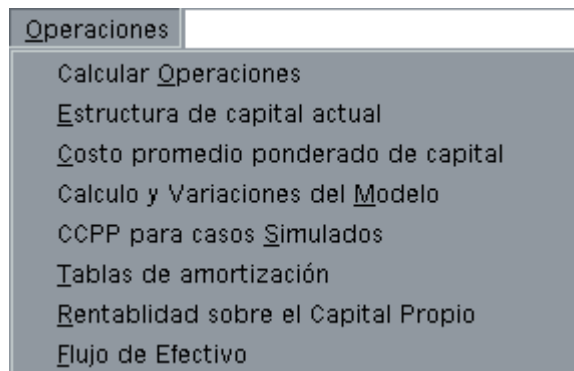 Operaciones
Calcular Operaciones
Estructura de capital actual
Costo promedio ponderado de capital
Calculo y Variaciones del Modelo
CCPP para casos Simulados
Tablas de amortización
Rentablidad sobre el Capital Propio
Flujo de Efectivo